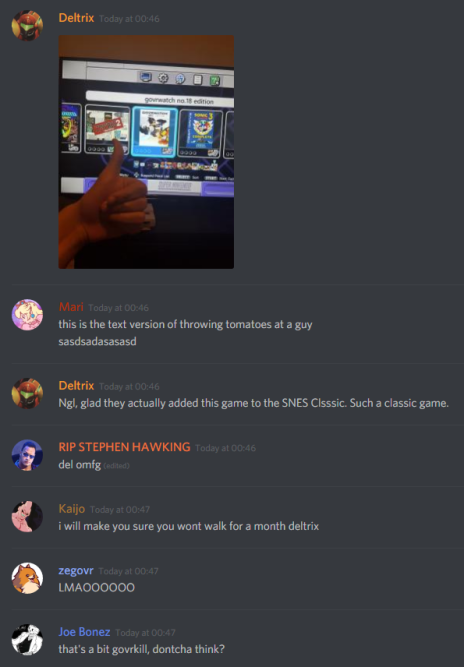 Deltrix Today at 00:46
govrwatch no.18 edition
Mari Today at 00:46
this is the text version of throwing tomatoes at a guy
sasdsadasasasd
Deltrix Today at 00:46
Ngl, glad they actually added this game to the SNES Clsssic. Such a classic game.
RIP STEPHEN HAWKING Today at 00:46
del omfg (edited)
Kaijo Today at 00:47
i will make you sure you wont walk for a month deltrix
zegovr Today at 00:47
LMAOOOOOO
Joe Bonez Today at 00:47
that's a bit govrkill, dontcha think?